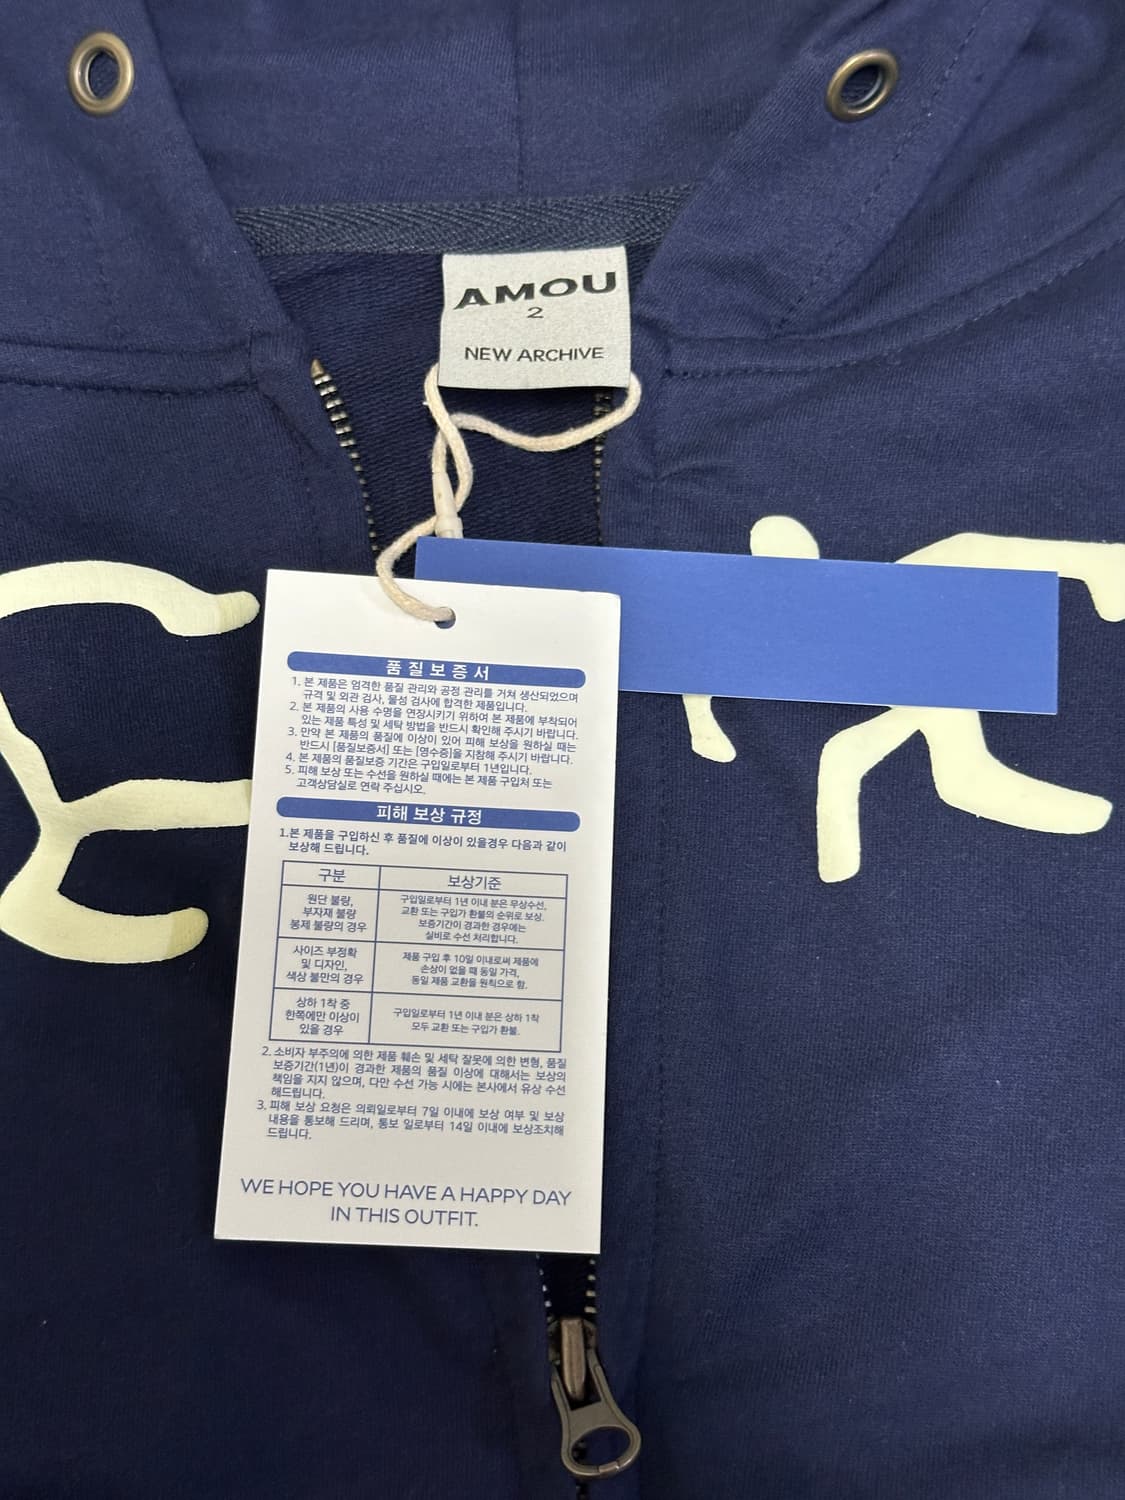 AMOU
2
NEW ARCHIVE
품질보증서
1. 본 제품은 엄격한 품질 관리와 공정 관리를 거쳐 생산되었으며
규격 및 외관 검사, 물성 검사에 합격한 제품입니다.
2. 본 제품의 사용 수명을 연장시키기 위하여 본 제품에 부착되어
있는 제품 특성 및 세탁 방법을 반드시 확인해 주시기 바랍니다.
3. 만약 본 제품의 품질에 이상이 있어 피해 보상을 원하실 때는
반드시 [품질보증서] 또는 [영수증]을 지참해 주시기 바랍니다.
4. 본 제품의 품질보증 기간은 구입일로부터 1년입니다.
5. 피해 보상 또는 수선을 원하실 때에는 본 제품 구입처 또는
고객상담실로 연락 주십시오.
피해 보상 규정
1.본 제품을 구입하신 후 품질에 이상이 있을경우 다음과 같이
보상해 드립니다.
구분 보상기준
원단 불량,
부자재 불량
봉제 불량의 경우
구입일로부터 1년 이내 분은 무상수선,
교환 또는 구입가 환불의 순위로 보상.
보증기간이 경과한 경우에는
실비로 수선 처리합니다.
사이즈 부정확
및 디자인,
색상 불만의 경우
제품 구입 후 10일 이내로써 제품에
손상이 없을 때 동일 가격,
동일 제품 교환을 원칙으로 함.
상하 1착 중
한쪽에만 이상이
있을 경우
구입일로부터 1년 이내 분은 상하 1착
모두 교환 또는 구입가 환불.
2. 소비자 부주의에 의한 제품 훼손 및 세탁 잘못에 의한 변형, 품질
보증기간(1년)이 경과한 제품의 품질 이상에 대해서는 보상의
책임을 지지 않으며, 다만 수선 가능 시에는 본사에서 유상 수선
해드립니다.
3. 피해 보상 요청은 의뢰일로부터 7일 이내에 보상 여부 및 보상
내용을 통보해 드리며, 통보 일로부터 14일 이내에 보상조치해
드립니다.
WE HOPE YOU HAVE A HAPPY DAY
IN THIS OUTFIT.